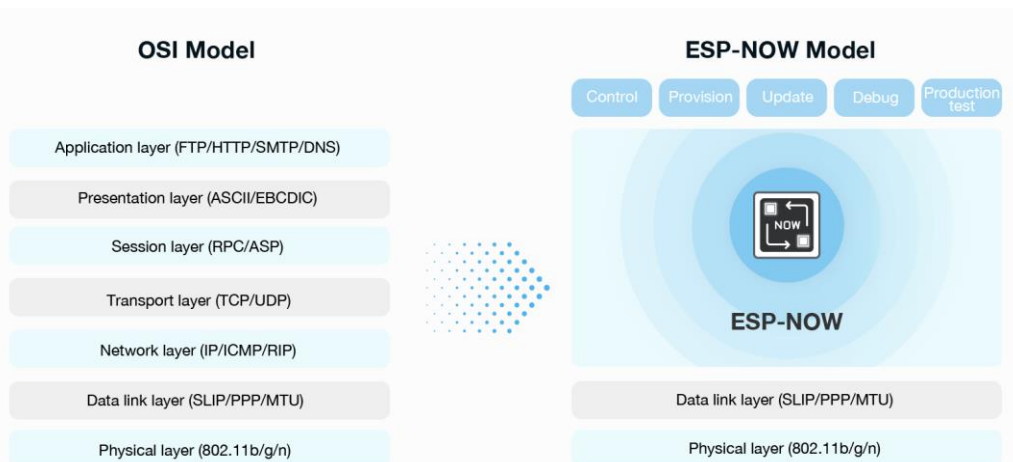 OSI Model
Application layer (FTP/HTTP/SMTP/DNS)
Presentation layer (ASCII/EBCDIC)
Session layer (RPC/ASP)
Transport layer (TCP/UDP)
Network layer (IP/ICMP/RIP)
Data link layer (SLIP/PPP/MTU)
Physical layer (802.11b/g/n)
ESP-NOW Model
Control
Provision
Update
Debug
Production
test
NOW
ESP-NOW
Data link layer (SLIP/PPP/MTU)
Physical layer (802.11b/g/n)